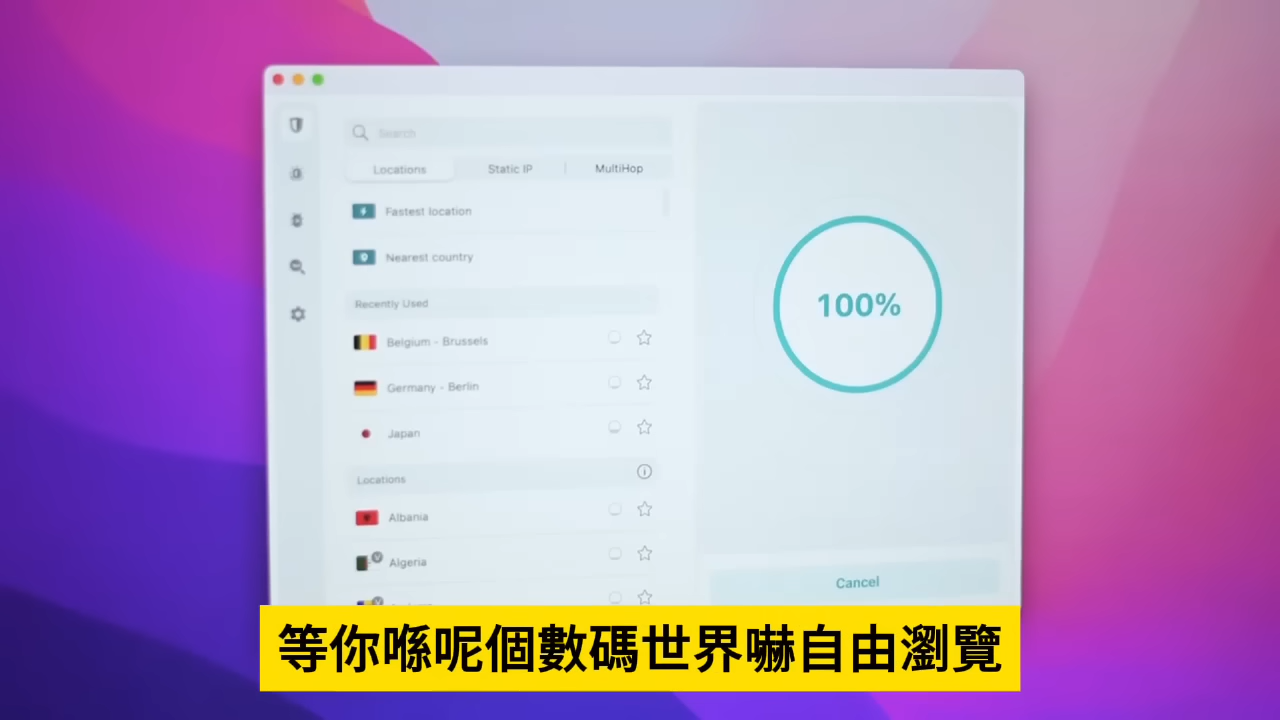 Search
Locations
Static IP
MultiHop
Fastest location
Nearest country
Recently Used
Belgium - Brussels
Germany - Berlin
Japan
Locations
Albania
Algeria
100%
Cancel
等你喺呢個數碼世界嚇自由瀏覽